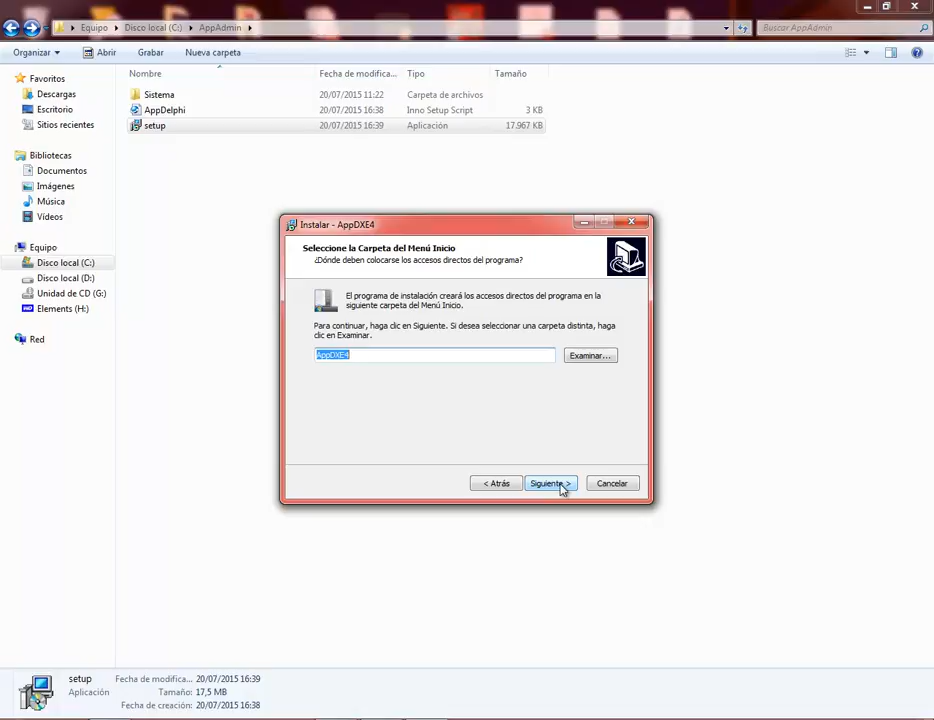 Equipo ▸ Disco local (C:) ▸ AppAdmin ▸
Buscar AppAdmin
Organizar
Abrir
Grabar
Nueva carpeta
Favoritos
Descargas
Escritorio
Sitios recientes
Bibliotecas
Documentos
Imágenes
Música
Vídeos
Equipo
Disco local (C:)
Disco local (D:)
Unidad de CD (G:)
Elements (H:)
Red
Nombre Fecha de modifica... Tipo Tamaño
Sistema 20/07/2015 11:22 Carpeta de archivos
AppDelphi 20/07/2015 16:38 Inno Setup Script 3 KB
setup 20/07/2015 16:39 Aplicación 17.967 KB
Instalar - AppDXE4
Seleccione la Carpeta del Menú Inicio
¿Dónde deben colocarse los accesos directos del programa?
El programa de instalación creará los accesos directos del programa en la
siguiente carpeta del Menú Inicio.
Para continuar, haga clic en Siguiente. Si desea seleccionar una carpeta distinta, haga
clic en Examinar.
AppDXE4
Examinar...
< Atrás
Siguiente >
Cancelar
setup Fecha de modifica... 20/07/2015 16:39
Aplicación Tamaño: 17,5 MB
Fecha de creación: 20/07/2015 16:38